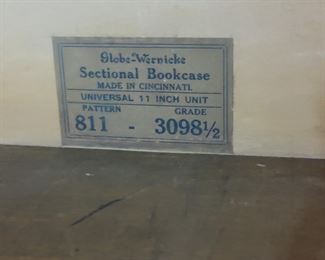 Globe-Wernicke
Sectional Bookcase
MADE IN CINCINNATI.
UNIVERSAL 11 INCH UNIT
PATTERN GRADE
811 - 3098½